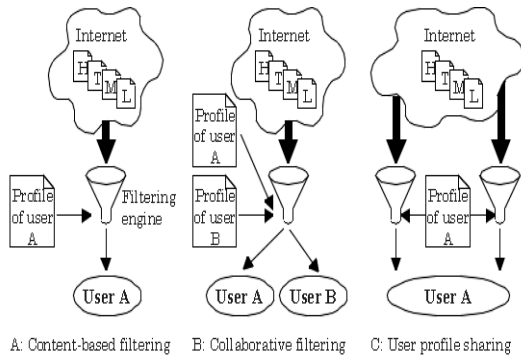 Internet
H
T
M
L
Profile
of user
A
Filtering
engine
User A
A: Content-based filtering
Internet
H
T
M
L
Profile
of user
A
Profile
of user
B
User A
User B
B: Collaborative filtering
Internet
H
T
M
L
Profile
of user
A
User A
C: User profile sharing